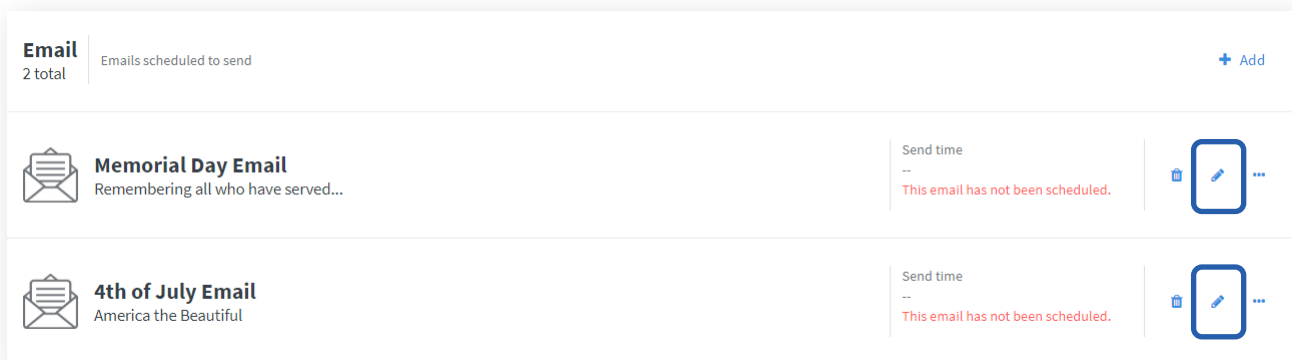 Email
2 total
Emails scheduled to send
Add
Memorial Day Email
Remembering all who have served...
Send time
--
This email has not been scheduled.
4th of July Email
America the Beautiful
Send time
--
This email has not been scheduled.